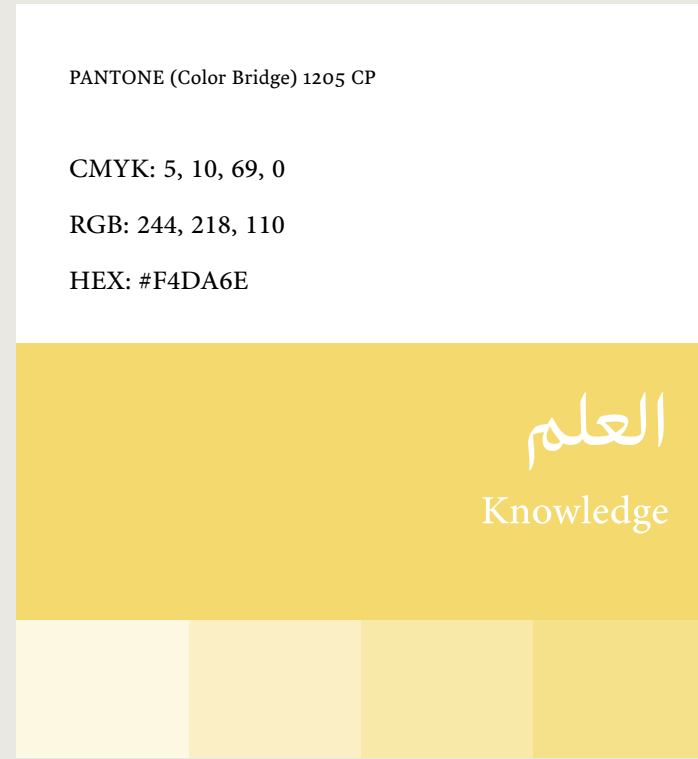 PANTONE (Color Bridge) 1205 CP
CMYK: 5, 10, 69, 0
RGB: 244, 218, 110
HEX: #F4DA6E
العلم
Knowledge